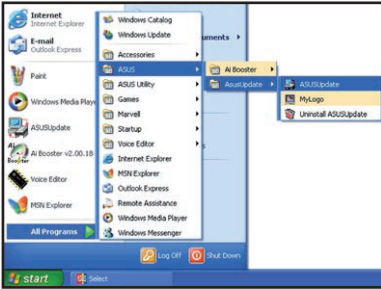 Internet
Internet Explorer
E-mail
Outlook Express
Paint
Windows Media Play
ASUSUpdate
Ai Booster v2.00.18
Voice Editor
MSN Explorer
All Programs
Windows Catalog
Windows Update
Accessories
ASUS
ASUS Utility
Games
Marvell
Startup
Voice Editor
Internet Explorer
MSN Explorer
Outlook Express
Remote Assistance
Windows Media Player
Windows Messenger
uments
Ai Booster
AsusUpdate
ASUSUpdate
MyLogo
Uninstall ASUSUpdate
Log Off
Shut Down
start
Select